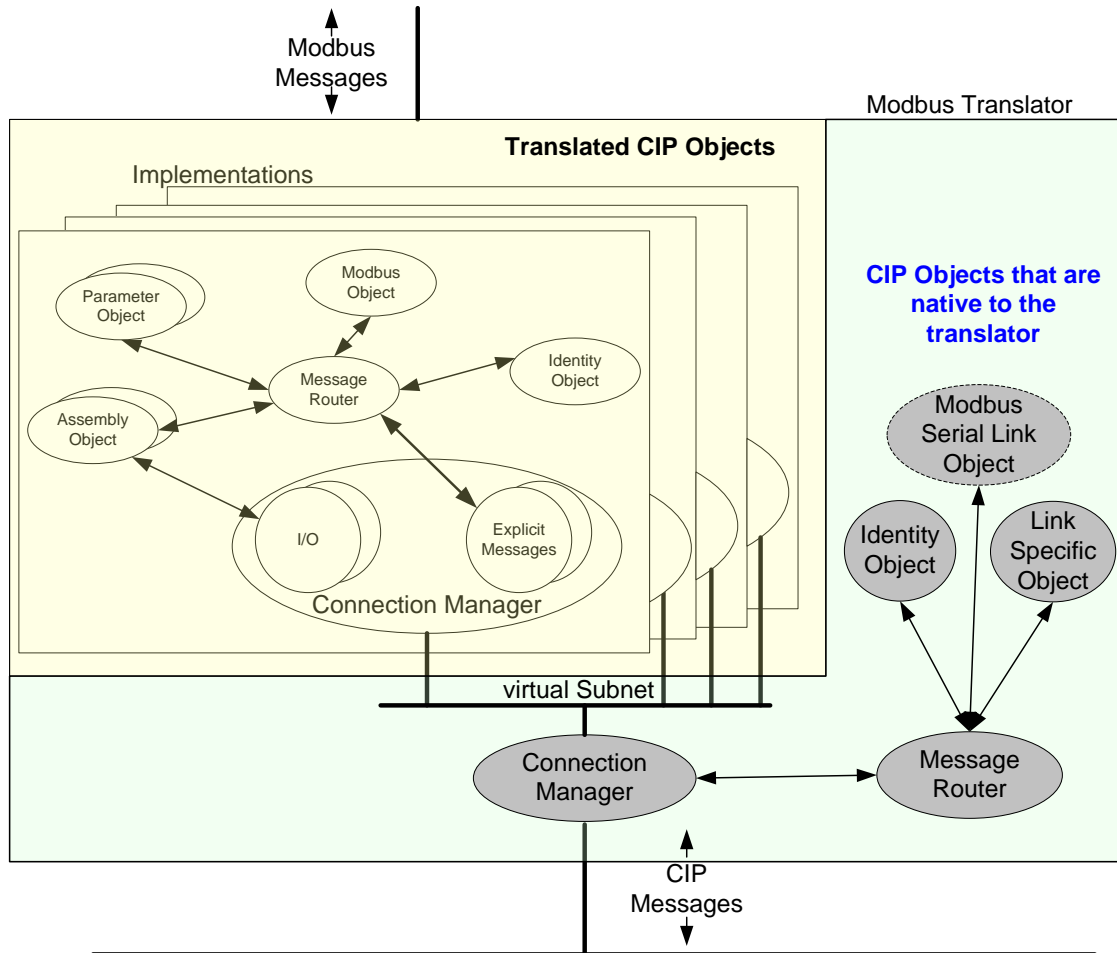 Modbus
Messages
Modbus Translator
Translated CIP Objects
Implementations
Parameter
Object
Modbus
Object
Message
Router
Identity
Object
Assembly
Object
I/O
Explicit
Messages
Connection Manager
CIP Objects that are
native to the
translator
Modbus
Serial Link
Object
Identity
Object
Link
Specific
Object
virtual Subnet
Connection
Manager
Message
Router
CIP
Messages